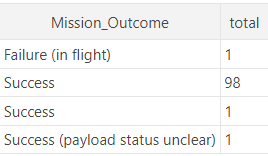 Mission_Outcome total
Failure (in flight) 1
Success 98
Success 1
Success (payload status unclear) 1